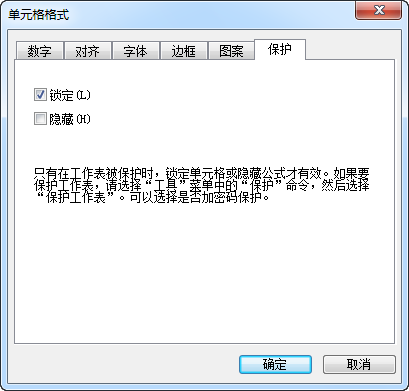 单元格格式
数字 对齐 字体 边框 图案 保护
锁定(L)
隐藏(H)
只有在工作表被保护时，锁定单元格或隐藏公式才有效。如果要
保护工作表，请选择“工具”菜单中的“保护”命令，然后选择
“保护工作表”。可以选择是否加密码保护。
确定 取消